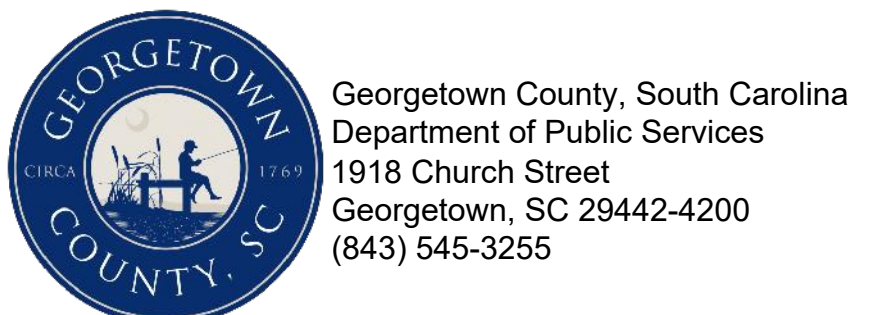 GEORGETOWN
CIRCA 1769
COUNTY, SC
Georgetown County, South Carolina
Department of Public Services
1918 Church Street
Georgetown, SC 29442-4200
(843) 545-3255